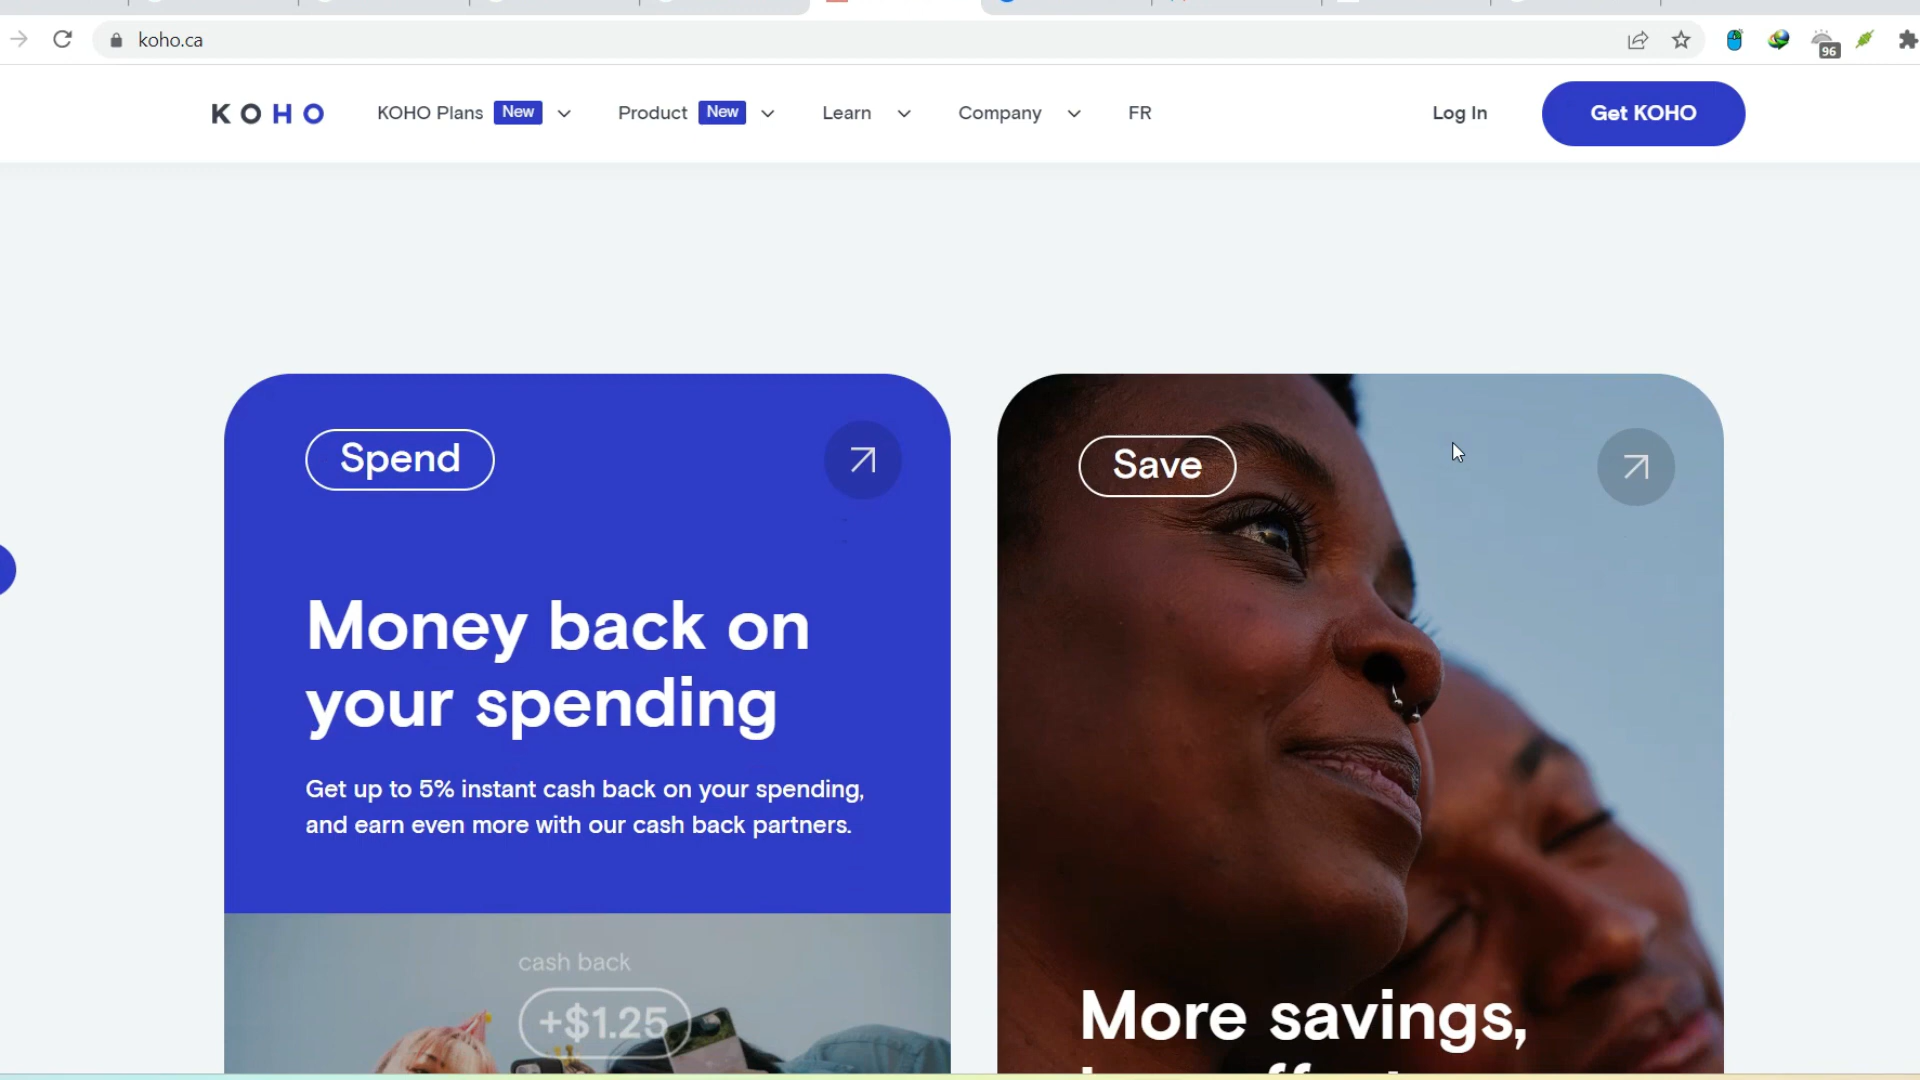 koho.ca
96
KOHO
KOHO Plans New
Product New
Learn
Company
FR
Log In
Get KOHO
Spend
Money back on
your spending
Get up to 5% instant cash back on your spending,
and earn even more with our cash back partners.
cash back
+$1.25
Save
More savings,